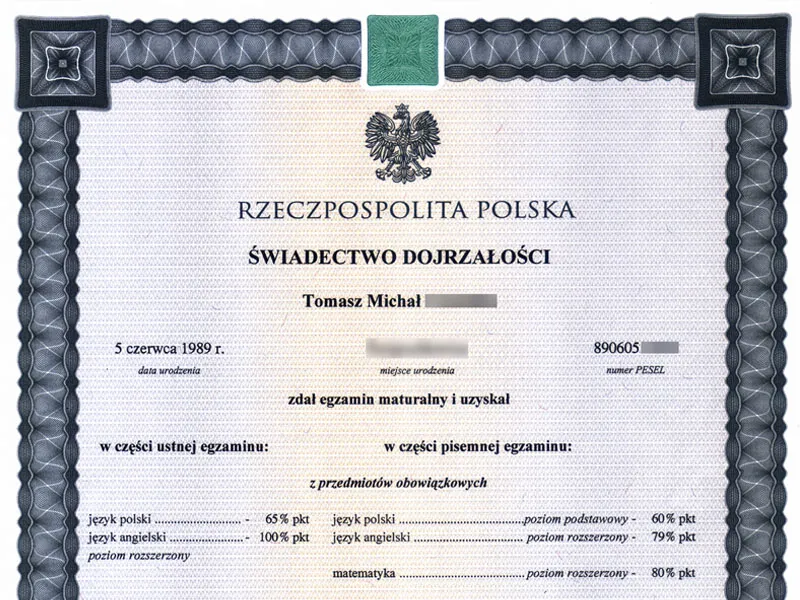 RZECZPOSPOLITA POLSKA
ŚWIADECTWO DOJRZAŁOŚCI
Tomasz Michał
5 czerwca 1989 r. 890605
data urodzenia miejsce urodzenia numer PESEL
zdał egzamin maturalny i uzyskał
w części ustnej egzaminu: w części pisemnej egzaminu:
z przedmiotów obowiązkowych
język polski ............................ - 65 % pkt język polski ........................................poziom podstawowy - 60 % pkt
język angielski ........................ - 100 % pkt język angielski ................................... poziom rozszerzony - 79 % pkt
poziom rozszerzony
matematyka ........................................poziom rozszerzony - 80 % pkt